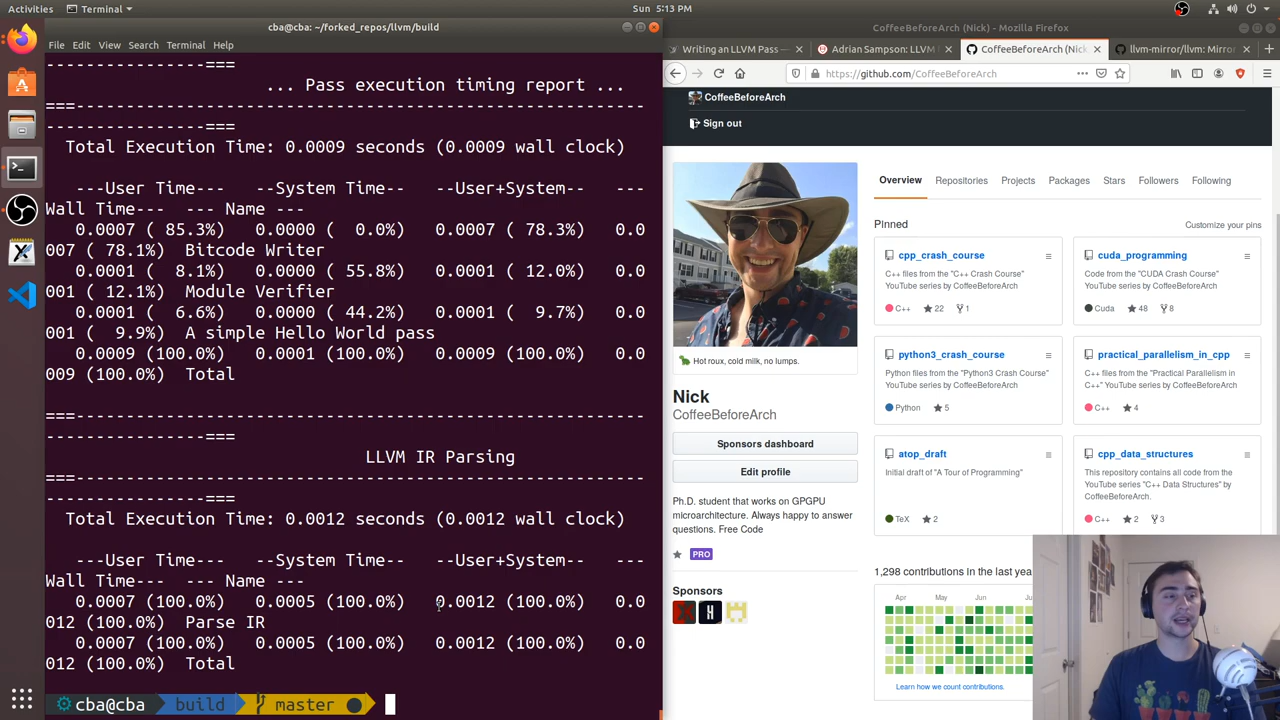 Activities
Terminal
Sun, 5:13 PM
cba@cba: ~/forked_repos/llvm/build
File Edit View Search Terminal Help
---------------===
... Pass execution timing report ...
===-------------------------------------------------------
----------------===
Total Execution Time: 0.0009 seconds (0.0009 wall clock)
---User Time--- --System Time-- --User+System-- ---
Wall Time--- --- Name ---
0.0007 ( 85.3%) 0.0000 ( 0.0%) 0.0007 ( 78.3%) 0.0
007 ( 78.1%) Bitcode Writer
0.0001 ( 8.1%) 0.0000 ( 55.8%) 0.0001 ( 12.0%) 0.0
001 ( 12.1%) Module Verifier
0.0001 ( 6.6%) 0.0000 ( 44.2%) 0.0001 ( 9.7%) 0.0
001 ( 9.9%) A simple Hello World pass
0.0009 (100.0%) 0.0001 (100.0%) 0.0009 (100.0%) 0.0
009 (100.0%) Total
===-------------------------------------------------------
----------------===
LLVM IR Parsing
===-------------------------------------------------------
----------------===
Total Execution Time: 0.0012 seconds (0.0012 wall clock)
---User Time--- --System Time-- --User+System-- ---
Wall Time--- --- Name ---
0.0007 (100.0%) 0.0005 (100.0%) 0.0012 (100.0%) 0.0
012 (100.0%) Parse IR
0.0007 (100.0%) 0.0005 (100.0%) 0.0012 (100.0%) 0.0
012 (100.0%) Total
cba@cba build master
CoffeeBeforeArch (Nick) - Mozilla Firefox
Writing an LLVM Pass —
Adrian Sampson: LLVM
CoffeeBeforeArch (Nick
llvm-mirror/llvm: Mirror
https://github.com/CoffeeBeforeArch
CoffeeBeforeArch
Sign out
Overview Repositories Projects Packages Stars Followers Following
Hot roux, cold milk, no lumps.
Nick
CoffeeBeforeArch
Sponsors dashboard
Edit profile
Ph.D. student that works on GPGPU
microarchitecture. Always happy to answer
questions. Free Code
PRO
Sponsors
Pinned
Customize your pins
cpp_crash_course
C++ files from the "C++ Crash Course"
YouTube series by CoffeeBeforeArch
C++ 22 1
cuda_programming
Code from the "CUDA Crash Course"
YouTube series by CoffeeBeforeArch
Cuda 48 8
python3_crash_course
Python files from the "Python3 Crash Course"
YouTube series by CoffeeBeforeArch
Python 5
practical_parallelism_in_cpp
C++ files from the "Practical Parallelism in
C++" YouTube series by CoffeeBeforeArch
C++ 4
atop_draft
Initial draft of "A Tour of Programming"
TeX 2
cpp_data_structures
This repository contains all code from the
YouTube series "C++ Data Structures" by
CoffeeBeforeArch.
C++ 2 3
1,298 contributions in the last yea
Apr May Jun
Learn how we count contributions.